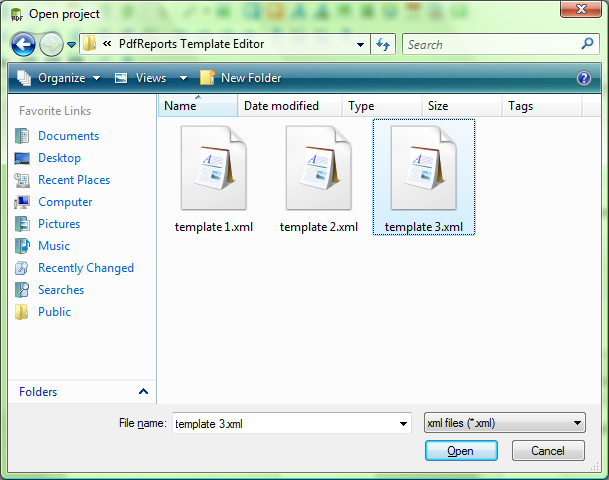 Open project
PDF
« PdfReports Template Editor
Search
Organize
Views
New Folder
?
Name
Date modified
Type
Size
Tags
Favorite Links
Documents
Desktop
Recent Places
Computer
Pictures
Music
Recently Changed
Searches
Public
template 1.xml
template 2.xml
template 3.xml
Folders
File name:
template 3.xml
xml files (*.xml)
Open
Cancel